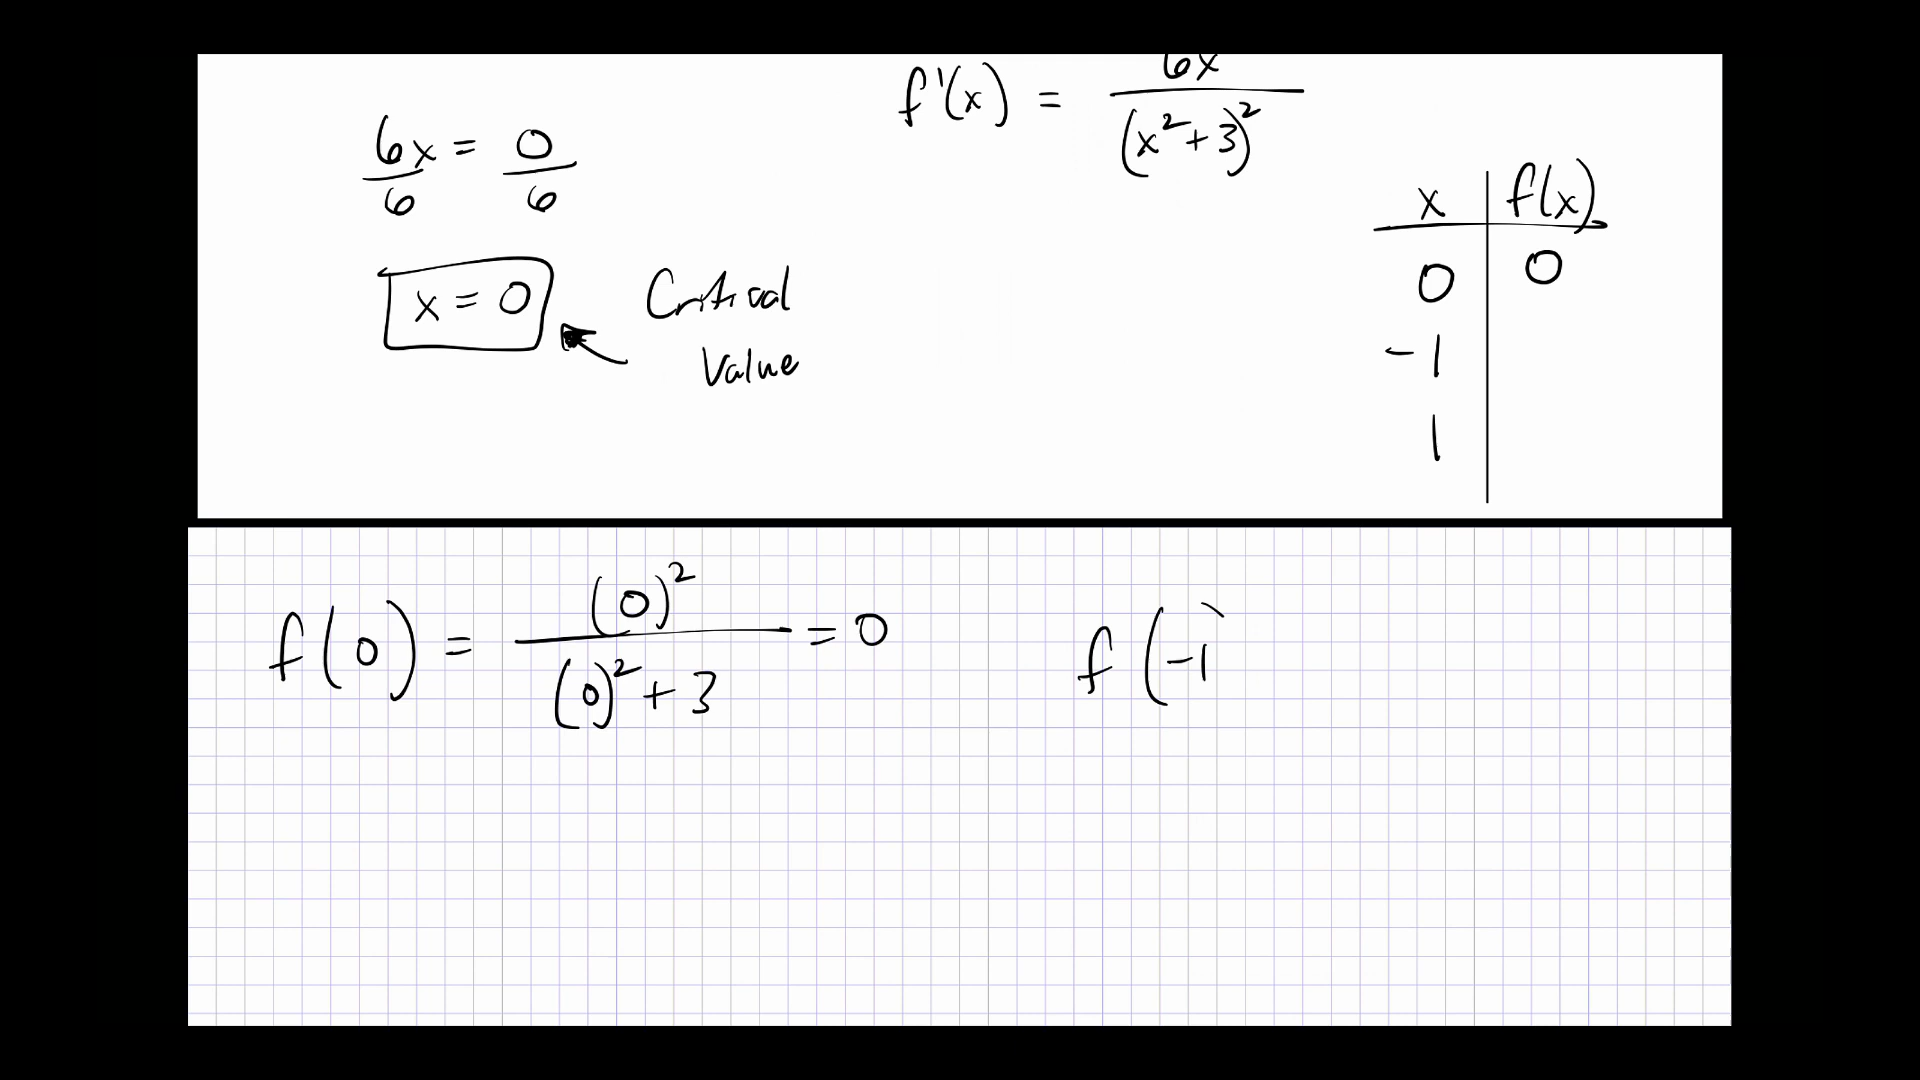 f'(x) = 6x / (x²+3)²
6x/6 = 0/6
x = 0
Critical
Value
x | f(x)
0 | 0
-1
1
f(0) = (0)² / (0)²+3 = 0
f(-1)